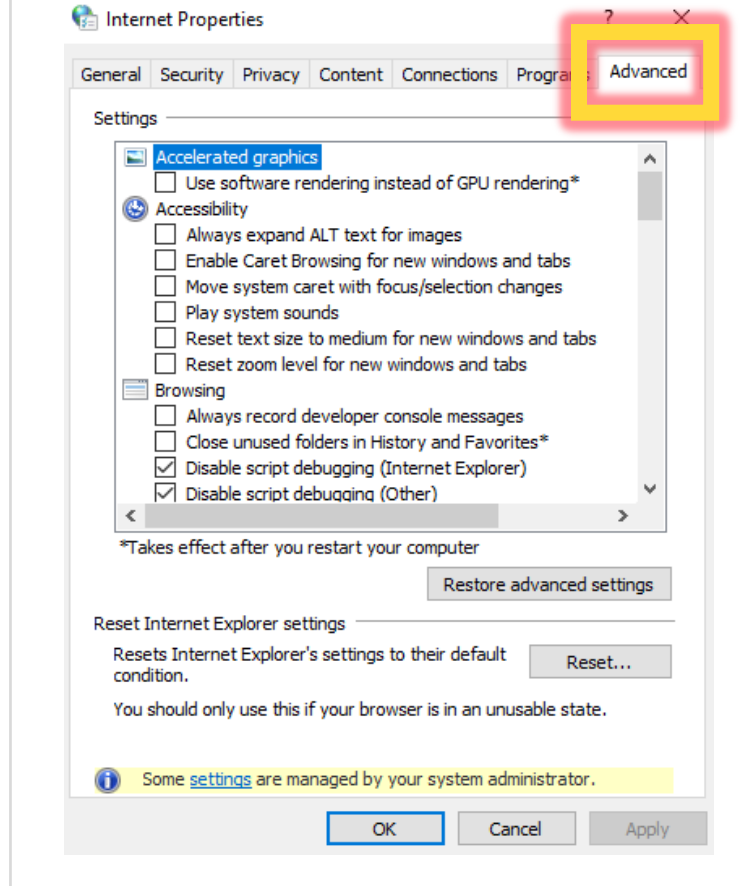 Internet Properties
?
General Security Privacy Content Connections Programs Advanced
Settings
Accelerated graphics
Use software rendering instead of GPU rendering*
Accessibility
Always expand ALT text for images
Enable Caret Browsing for new windows and tabs
Move system caret with focus/selection changes
Play system sounds
Reset text size to medium for new windows and tabs
Reset zoom level for new windows and tabs
Browsing
Always record developer console messages
Close unused folders in History and Favorites*
Disable script debugging (Internet Explorer)
Disable script debugging (Other)
*Takes effect after you restart your computer
Restore advanced settings
Reset Internet Explorer settings
Resets Internet Explorer's settings to their default
condition.
Reset...
You should only use this if your browser is in an unusable state.
Some settings are managed by your system administrator.
OK Cancel Apply